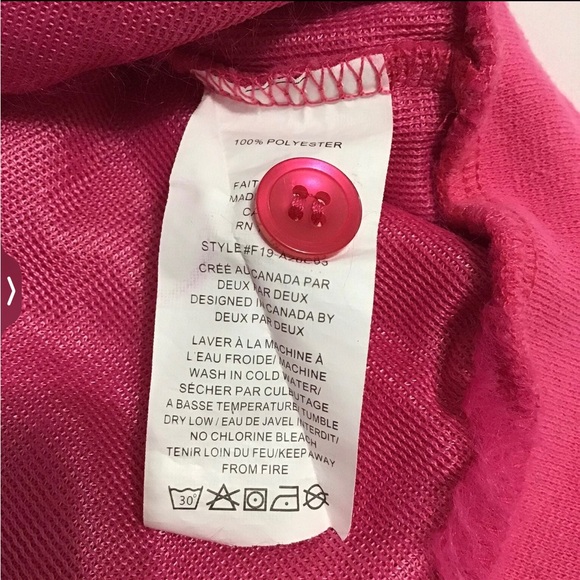 100% POLYESTER
FAIT
MAD
CA
RN
STYLE#F19-
CRÉÉ AU CANADA PAR
DEUX PAR DEUX
DESIGNED IN CANADA BY
DEUX PAR DEUX
LAVER À LA MACHINE À
L'EAU FROIDE/ MACHINE
WASH IN COLD WATER/
SÉCHER PAR CULBUTAGE
A BASSE TEMPERATURE/TUMBLE
DRY LOW / EAU DE JAVEL INTERDIT/
NO CHLORINE BLEACH
TENIR LOIN DU FEU/KEEP AWAY
FROM FIRE
30°